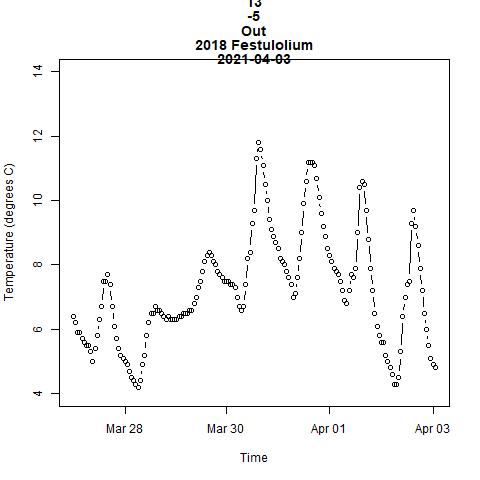 13
-5
Out
2018 Festulolium
2021-04-03
Temperature (degrees C)
14
12
10
8
6
4
Mar 28
Mar 30
Apr 01
Apr 03
Time